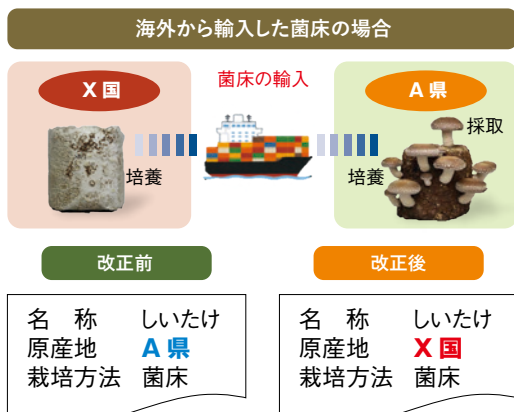 海外から輸入した菌床の場合
X国
菌床の輸入
A県
採取
培養
培養
改正前
改正後
名　称　しいたけ
原産地　A県
栽培方法　菌床
名　称　しいたけ
原産地　X国
栽培方法　菌床